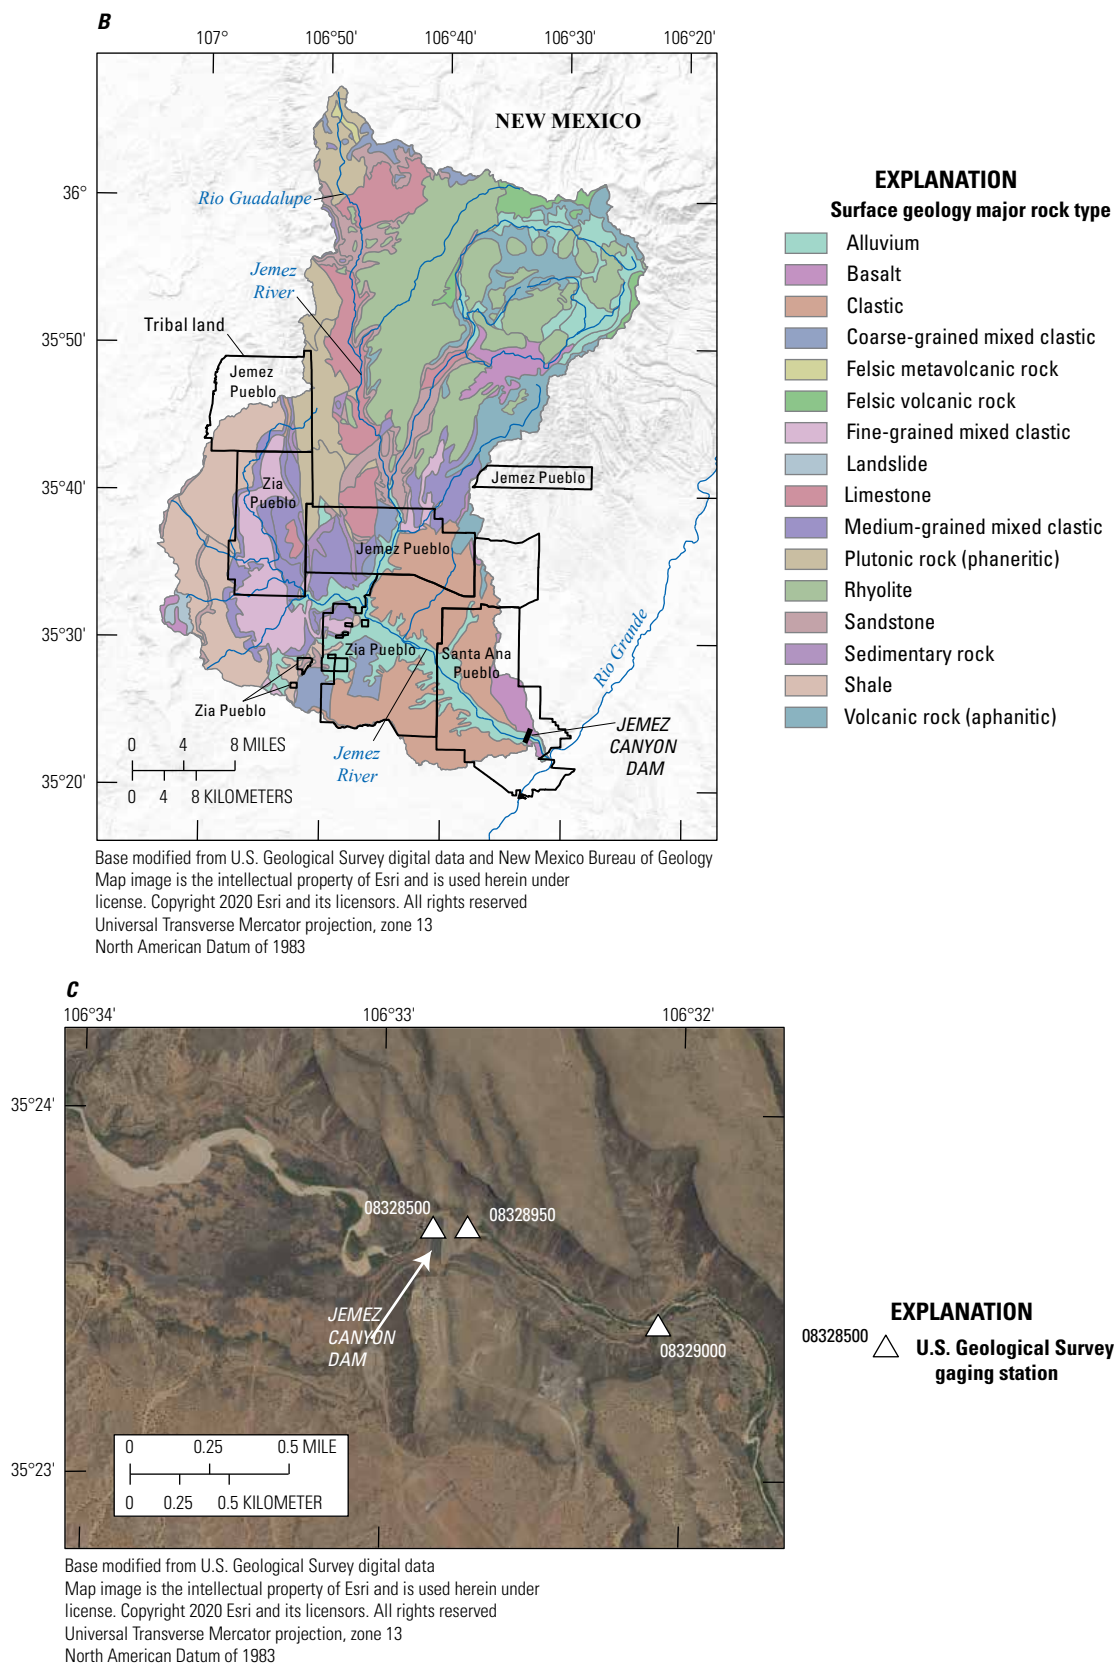 B
107°
106°50'
106°40'
106°30'
106°20'
NEW MEXICO
36°
Rio Guadalupe
Jemez
River
35°50'
Tribal land
Jemez
Pueblo
35°40'
Zia
Pueblo
Jemez Pueblo
Jemez Pueblo
35°30'
Zia Pueblo
Santa Ana
Pueblo
Rio Grande
Zia Pueblo
JEMEZ
CANYON
DAM
Jemez
River
0 4 8 MILES
0 4 8 KILOMETERS
35°20'
EXPLANATION
Surface geology major rock type
Alluvium
Basalt
Clastic
Coarse-grained mixed clastic
Felsic metavolcanic rock
Felsic volcanic rock
Fine-grained mixed clastic
Landslide
Limestone
Medium-grained mixed clastic
Plutonic rock (phaneritic)
Rhyolite
Sandstone
Sedimentary rock
Shale
Volcanic rock (aphanitic)
Base modified from U.S. Geological Survey digital data and New Mexico Bureau of Geology
Map image is the intellectual property of Esri and is used herein under
license. Copyright 2020 Esri and its licensors. All rights reserved
Universal Transverse Mercator projection, zone 13
North American Datum of 1983
C
106°34'
106°33'
106°32'
35°24'
08328500
08328950
JEMEZ
CANYON
DAM
08329000
35°23'
0 0.25 0.5 MILE
0 0.25 0.5 KILOMETER
EXPLANATION
08328500
U.S. Geological Survey
gaging station
Base modified from U.S. Geological Survey digital data
Map image is the intellectual property of Esri and is used herein under
license. Copyright 2020 Esri and its licensors. All rights reserved
Universal Transverse Mercator projection, zone 13
North American Datum of 1983